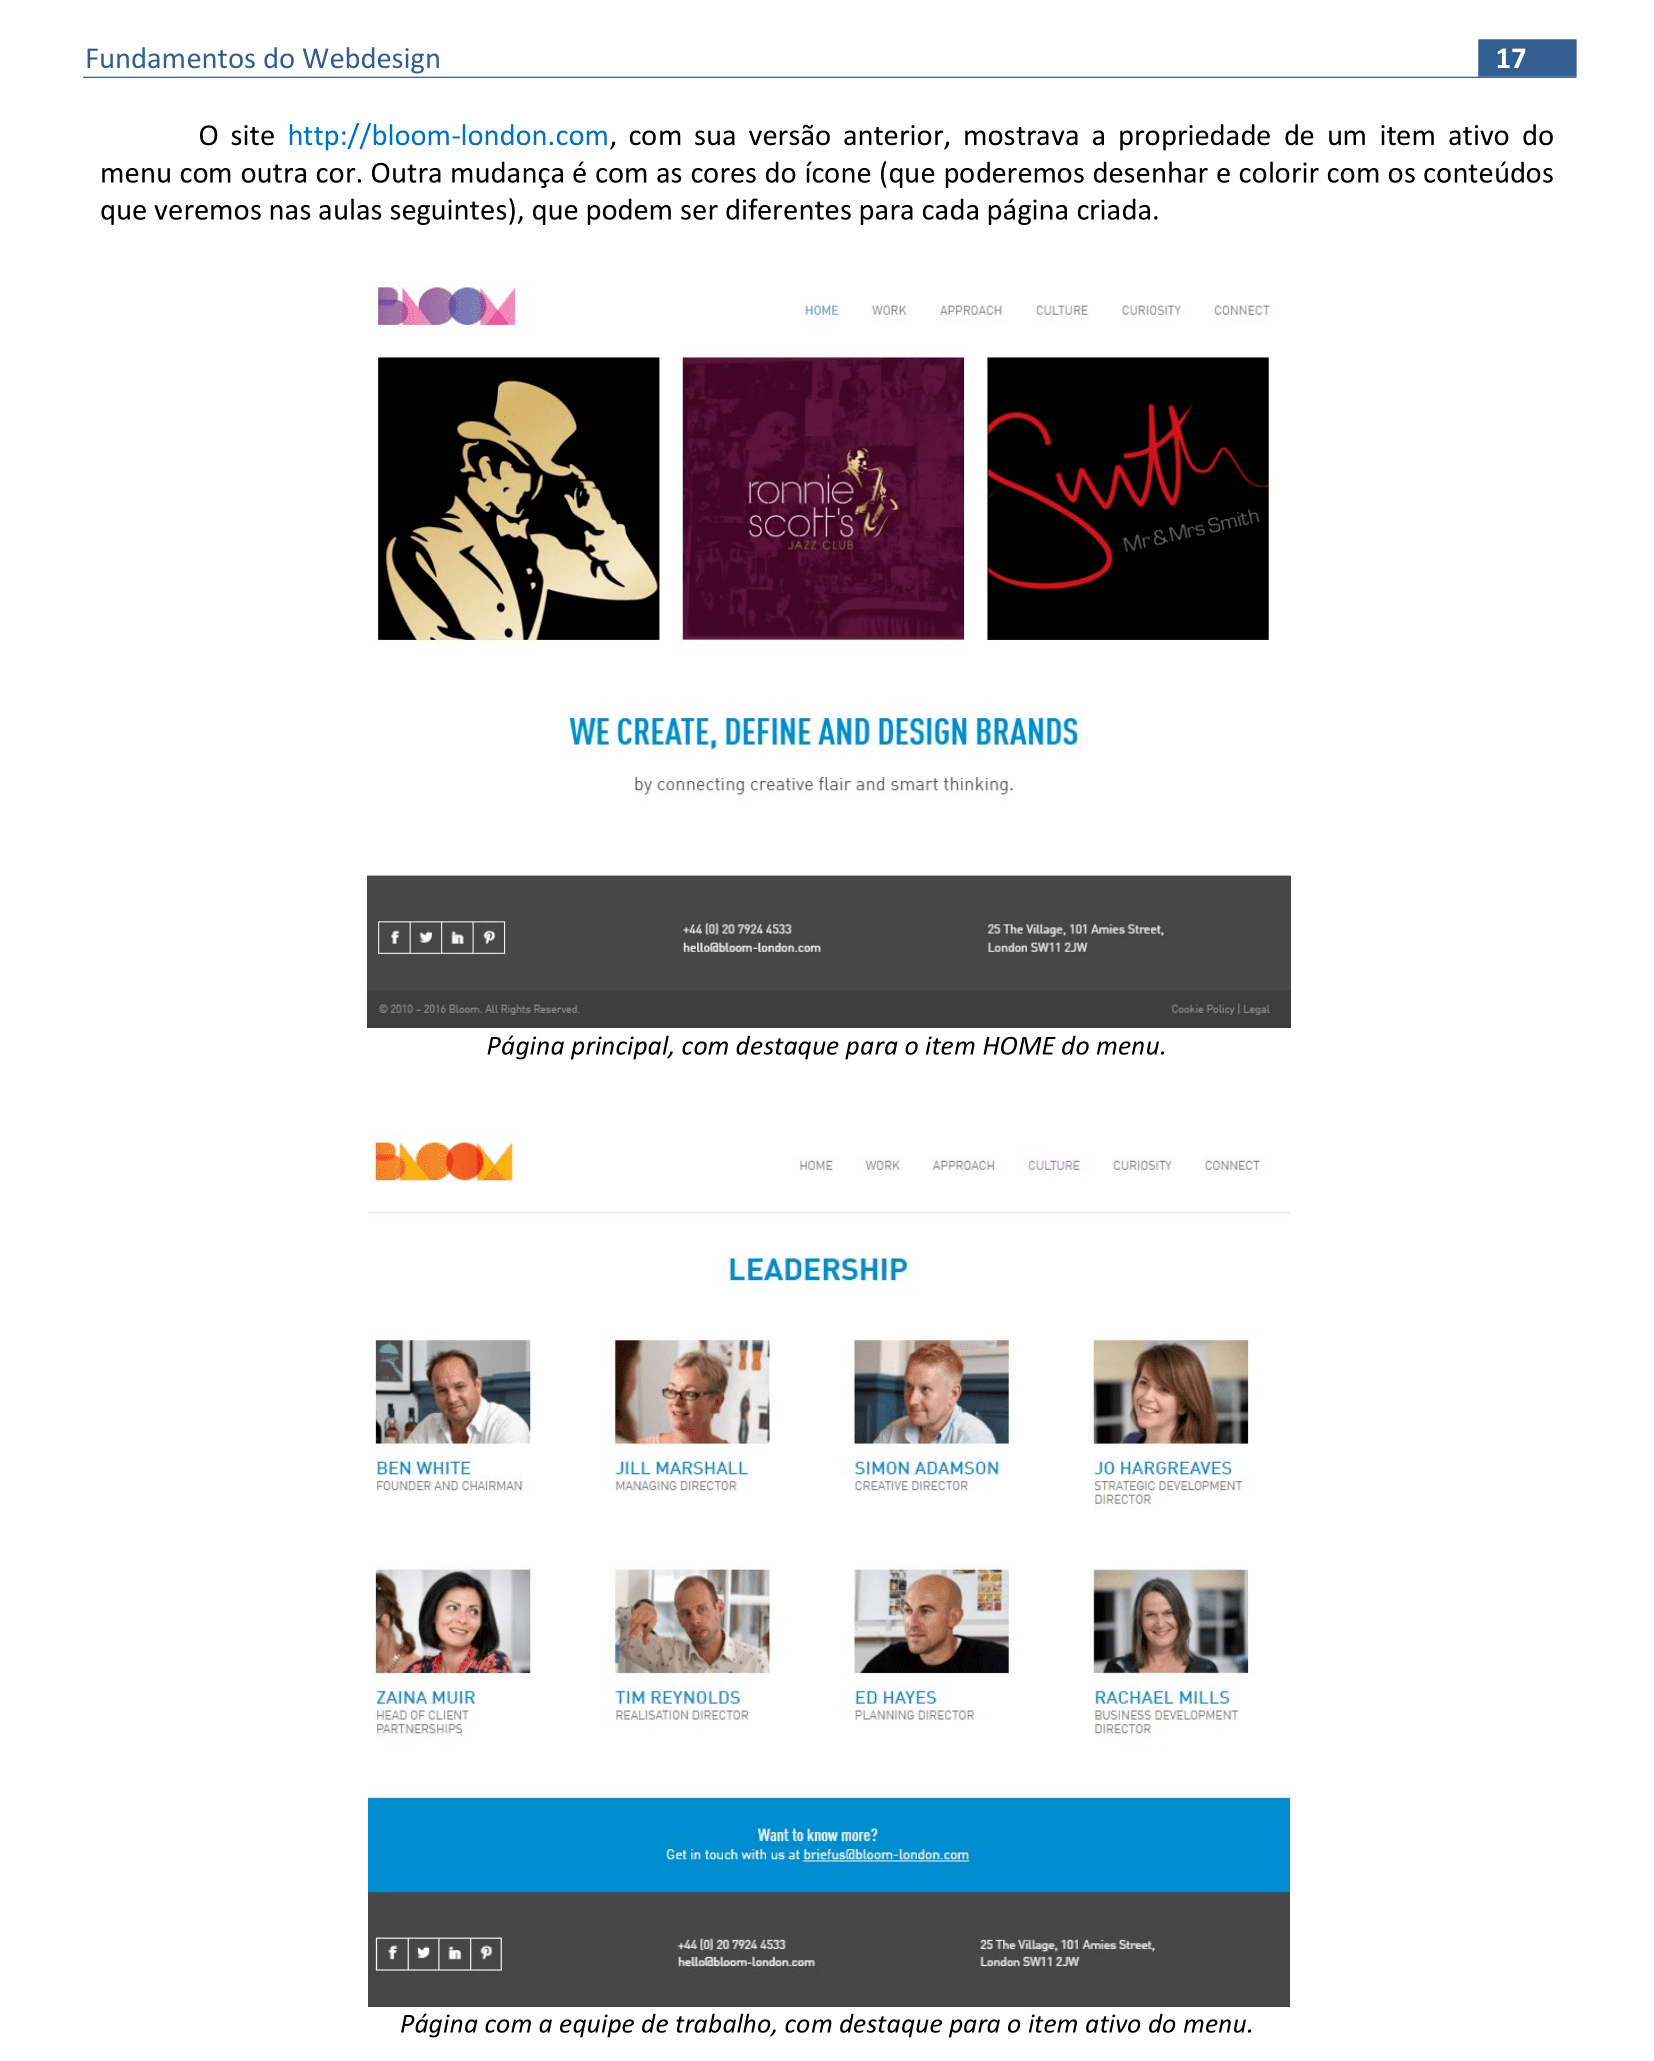 Fundamentos do Webdesign 17
O site http://bloom-london.com, com sua versão anterior, mostrava a propriedade de um item ativo do
menu com outra cor. Outra mudança é com as cores do ícone (que poderemos desenhar e colorir com os conteúdos
que veremos nas aulas seguintes), que podem ser diferentes para cada página criada.
BLOOM HOME WORK APPROACH CULTURE CURIOSITY CONNECT
ronnie
scott's
JAZZ CLUB
Smith
Mr & Mrs Smith
WE CREATE, DEFINE AND DESIGN BRANDS
by connecting creative flair and smart thinking.
+44 (0) 20 7924 4533
hello@bloom-london.com
25 The Village, 101 Amies Street,
London SW11 2JW
© 2010 – 2016 Bloom. All Rights Reserved. Cookie Policy | Legal
Página principal, com destaque para o item HOME do menu.
BLOOM HOME WORK APPROACH CULTURE CURIOSITY CONNECT
LEADERSHIP
BEN WHITE
FOUNDER AND CHAIRMAN
JILL MARSHALL
MANAGING DIRECTOR
SIMON ADAMSON
CREATIVE DIRECTOR
JO HARGREAVES
STRATEGIC DEVELOPMENT
DIRECTOR
ZAINA MUIR
HEAD OF CLIENT
PARTNERSHIPS
TIM REYNOLDS
REALISATION DIRECTOR
ED HAYES
PLANNING DIRECTOR
RACHAEL MILLS
BUSINESS DEVELOPMENT
DIRECTOR
Want to know more?
Get in touch with us at briefus@bloom-london.com
+44 (0) 20 7924 4533
hello@bloom-london.com
25 The Village, 101 Amies Street,
London SW11 2JW
Página com a equipe de trabalho, com destaque para o item ativo do menu.